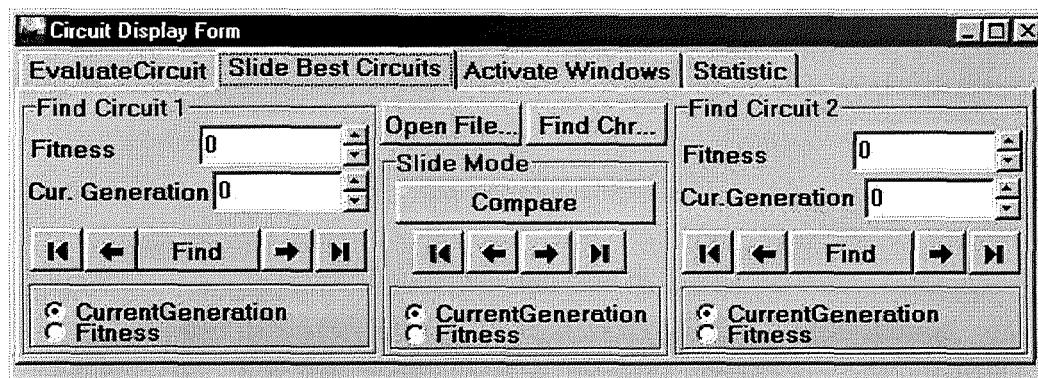 Circuit Display Form
EvaluateCircuit Slide Best Circuits Activate Windows Statistic
Find Circuit 1
Fitness 0
Cur. Generation 0
Find
CurrentGeneration
Fitness
Open File... Find Chr...
Slide Mode
Compare
CurrentGeneration
Fitness
Find Circuit 2
Fitness 0
Cur.Generation 0
Find
CurrentGeneration
Fitness